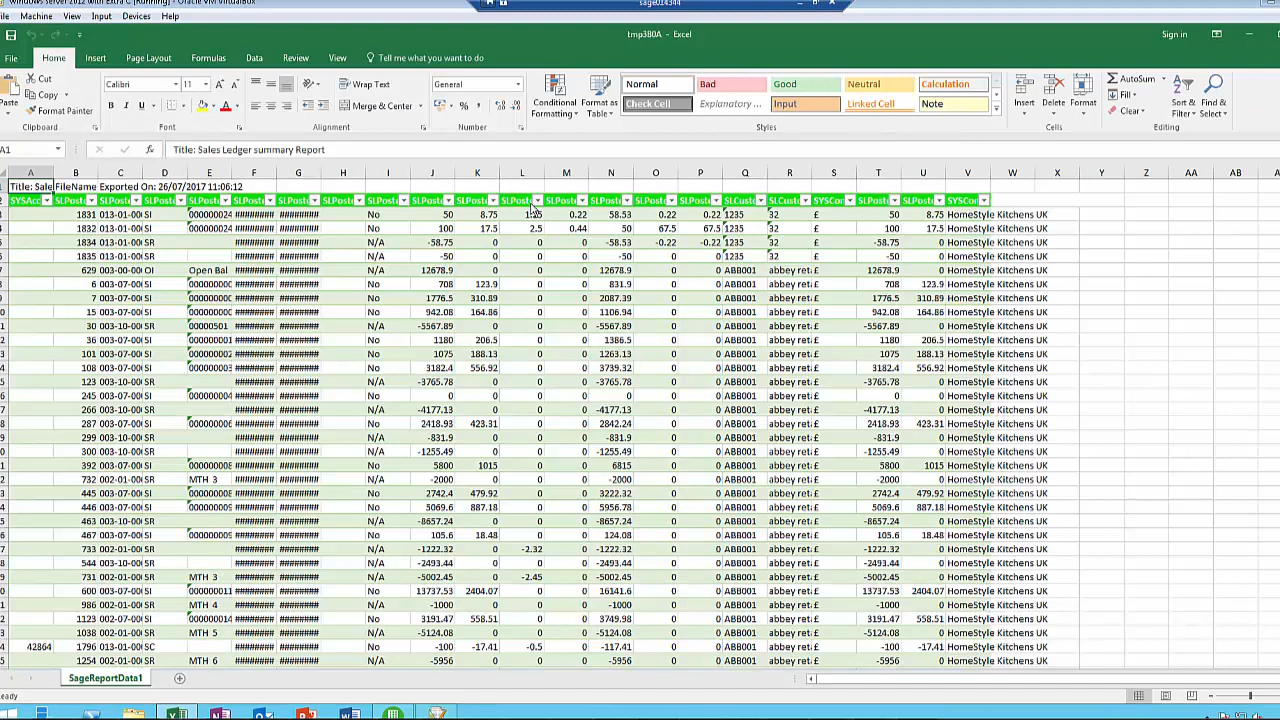 Windows Server 2012 with Extra C [Running] - Oracle VM VirtualBox
sage014344
Machine View Input Devices Help
tmp380A - Excel
Sign in
File Home Insert Page Layout Formulas Data Review View Tell me what you want to do
Cut
Copy
Format Painter
Paste
Calibri 11
B I U
Wrap Text
Merge & Center
General
Conditional Formatting
Format as Table
Normal Bad Good Neutral Calculation
Check Cell Explanatory ... Input Linked Cell Note
Insert Delete Format
AutoSum
Fill
Clear
Sort & Filter
Find & Select
Clipboard Font Alignment Number Styles Cells Editing
A1 Title: Sales Ledger summary Report
A B C D E F G H I J K L M N O P Q R S T U V W X Y Z AA AB
Title: Sale FileName Exported On: 26/07/2017 11:06:12
1831 013-01-00 SI 00000024 ######## ######## No 50 8.75 0.22 58.53 0.22 0.22 1235 32 £ 50 8.75 HomeStyle Kitchens UK
1832 013-01-00 SI 00000024 ######## ######## No 100 17.5 2.5 0.44 50 67.5 67.5 1235 32 £ 100 17.5 HomeStyle Kitchens UK
1834 013-01-00 SR ######## ######## N/A -58.75 0 0 0 -58.53 -0.22 -0.22 1235 32 £ -58.75 0 HomeStyle Kitchens UK
1835 013-01-00 SR ######## ######## N/A -50 0 0 0 -50 0 0 1235 32 £ -50 0 HomeStyle Kitchens UK
629 003-00-00 OI Open Bal ######## ######## N/A 12678.9 0 0 0 12678.9 0 0 ABB001 abbey reta £ 12678.9 0 HomeStyle Kitchens UK
6 003-07-00 SI ######## ######## No 708 123.9 0 0 831.9 0 0 ABB001 abbey reta £ 708 123.9 HomeStyle Kitchens UK
7 003-07-00 SI ######## ######## No 1776.5 310.89 0 0 2087.39 0 0 ABB001 abbey reta £ 1776.5 310.89 HomeStyle Kitchens UK
15 003-07-00 SI ######## ######## No 942.08 164.86 0 0 1106.94 0 0 ABB001 abbey reta £ 942.08 164.86 HomeStyle Kitchens UK
30 003-10-00 SR 00000501 ######## ######## N/A -5567.89 0 0 0 -5567.89 0 0 ABB001 abbey reta £ -5567.89 0 HomeStyle Kitchens UK
36 003-07-00 SI ######## ######## No 1180 206.5 0 0 1386.5 0 0 ABB001 abbey reta £ 1180 206.5 HomeStyle Kitchens UK
101 003-07-00 SI ######## ######## No 1075 188.13 0 0 1263.13 0 0 ABB001 abbey reta £ 1075 188.13 HomeStyle Kitchens UK
108 003-07-00 SI ######## ######## No 3182.4 556.92 0 0 3739.32 0 0 ABB001 abbey reta £ 3182.4 556.92 HomeStyle Kitchens UK
123 003-10-00 SR ######## ######## N/A -3765.78 0 0 0 -3765.78 0 0 ABB001 abbey reta £ -3765.78 0 HomeStyle Kitchens UK
245 003-07-00 SI ######## ######## No 0 0 0 0 0 0 0 ABB001 abbey reta £ 0 0 HomeStyle Kitchens UK
266 003-10-00 SR ######## ######## N/A -4177.13 0 0 0 -4177.13 0 0 ABB001 abbey reta £ -4177.13 0 HomeStyle Kitchens UK
287 003-07-00 SI ######## ######## No 2418.93 423.31 0 0 2842.24 0 0 ABB001 abbey reta £ 2418.93 423.31 HomeStyle Kitchens UK
299 003-10-00 SR ######## ######## N/A -831.9 0 0 0 -831.9 0 0 ABB001 abbey reta £ -831.9 0 HomeStyle Kitchens UK
300 003-10-00 SR ######## ######## N/A -1255.49 0 0 0 -1255.49 0 0 ABB001 abbey reta £ -1255.49 0 HomeStyle Kitchens UK
392 003-07-00 SI ######## ######## No 5800 1015 0 0 6815 0 0 ABB001 abbey reta £ 5800 1015 HomeStyle Kitchens UK
732 002-01-00 SR MTH 3 ######## ######## N/A -2000 0 0 0 -2000 0 0 ABB001 abbey reta £ -2000 0 HomeStyle Kitchens UK
445 003-07-00 SI ######## ######## No 2742.4 479.92 0 0 3222.32 0 0 ABB001 abbey reta £ 2742.4 479.92 HomeStyle Kitchens UK
446 003-07-00 SI ######## ######## No 5069.6 887.18 0 0 5956.78 0 0 ABB001 abbey reta £ 5069.6 887.18 HomeStyle Kitchens UK
463 003-10-00 SR ######## ######## N/A -8657.24 0 0 0 -8657.24 0 0 ABB001 abbey reta £ -8657.24 0 HomeStyle Kitchens UK
467 003-07-00 SI ######## ######## No 105.6 18.48 0 0 124.08 0 0 ABB001 abbey reta £ 105.6 18.48 HomeStyle Kitchens UK
733 002-01-00 SR ######## ######## N/A -1222.32 0 -2.32 0 -1222.32 0 0 ABB001 abbey reta £ -1222.32 0 HomeStyle Kitchens UK
544 003-10-00 SR ######## ######## N/A -2493.44 0 0 0 -2493.44 0 0 ABB001 abbey reta £ -2493.44 0 HomeStyle Kitchens UK
731 002-01-00 SR MTH 3 ######## ######## N/A -5002.45 0 -2.45 0 -5002.45 0 0 ABB001 abbey reta £ -5002.45 0 HomeStyle Kitchens UK
600 003-07-00 SI ######## ######## No 13737.53 2404.07 0 0 16141.6 0 0 ABB001 abbey reta £ 13737.53 2404.07 HomeStyle Kitchens UK
986 002-01-00 SR MTH 4 ######## ######## N/A -1000 0 0 0 -1000 0 0 ABB001 abbey reta £ -1000 0 HomeStyle Kitchens UK
1123 002-07-00 SI ######## ######## No 3191.47 558.51 0 0 3749.98 0 0 ABB001 abbey reta £ 3191.47 558.51 HomeStyle Kitchens UK
1038 002-01-00 SR MTH 5 ######## ######## N/A -5124.08 0 0 0 -5124.08 0 0 ABB001 abbey reta £ -5124.08 0 HomeStyle Kitchens UK
42864 1796 013-01-00 SC ######## ######## No -100 -17.41 -0.5 0 -117.41 0 0 ABB001 abbey reta £ -100 -17.41 HomeStyle Kitchens UK
1254 002-01-00 SR MTH 6 ######## ######## N/A -5956 0 0 0 -5956 0 0 ABB001 abbey reta £ -5956 0 HomeStyle Kitchens UK
SageReportData1
Ready